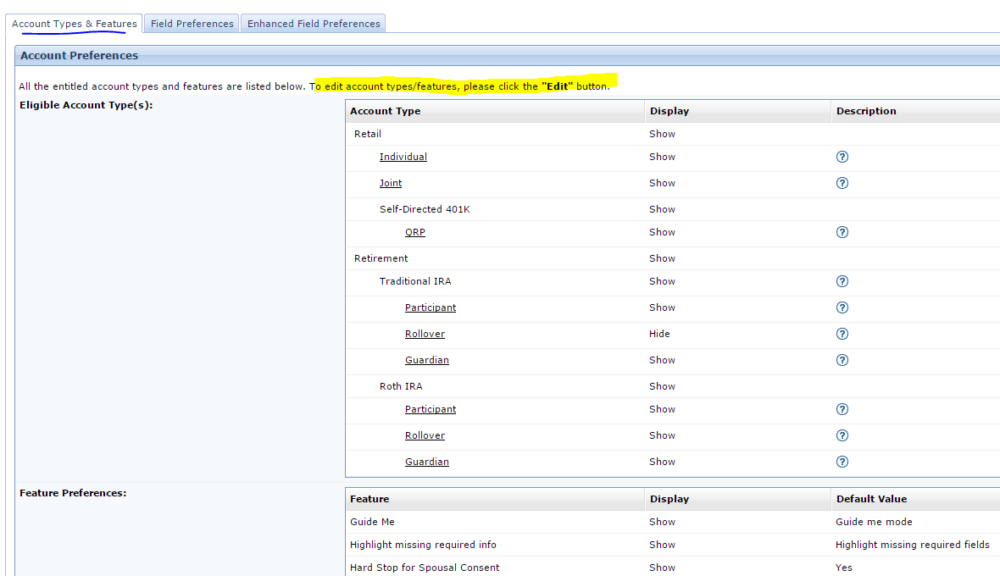 Account Types & Features Field Preferences Enhanced Field Preferences
Account Preferences
All the entitled account types and features are listed below. To edit account types/features, please click the "Edit" button.
Eligible Account Type(s): Account Type Display Description
Retail Show
Individual Show ?
Joint Show ?
Self-Directed 401K Show
QRP Show ?
Retirement Show
Traditional IRA Show ?
Participant Show ?
Rollover Hide ?
Guardian Show ?
Roth IRA Show
Participant Show ?
Rollover Show ?
Guardian Show ?
Feature Preferences: Feature Display Default Value
Guide Me Show Guide me mode
Highlight missing required info Show Highlight missing required fields
Hard Stop for Spousal Consent Show Yes